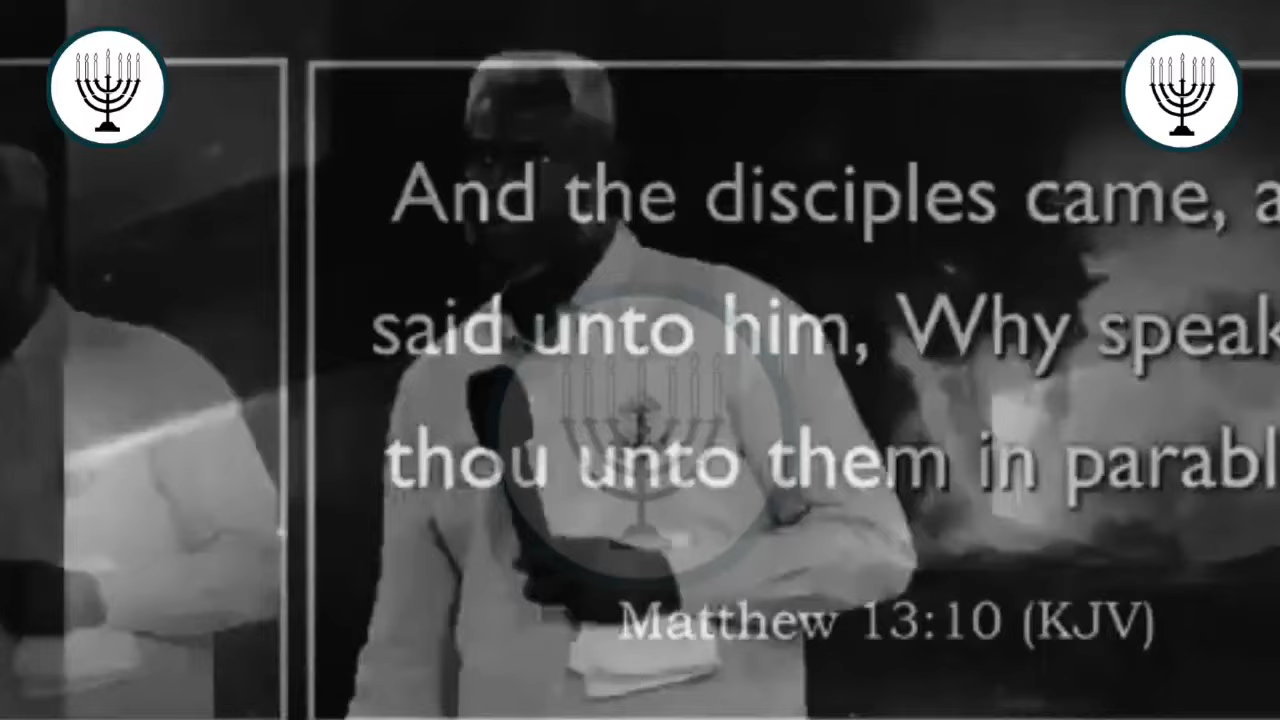 And the disciples came,
said unto him, Why speak
thou unto them in parabl
Matthew 13:10 (KJV)